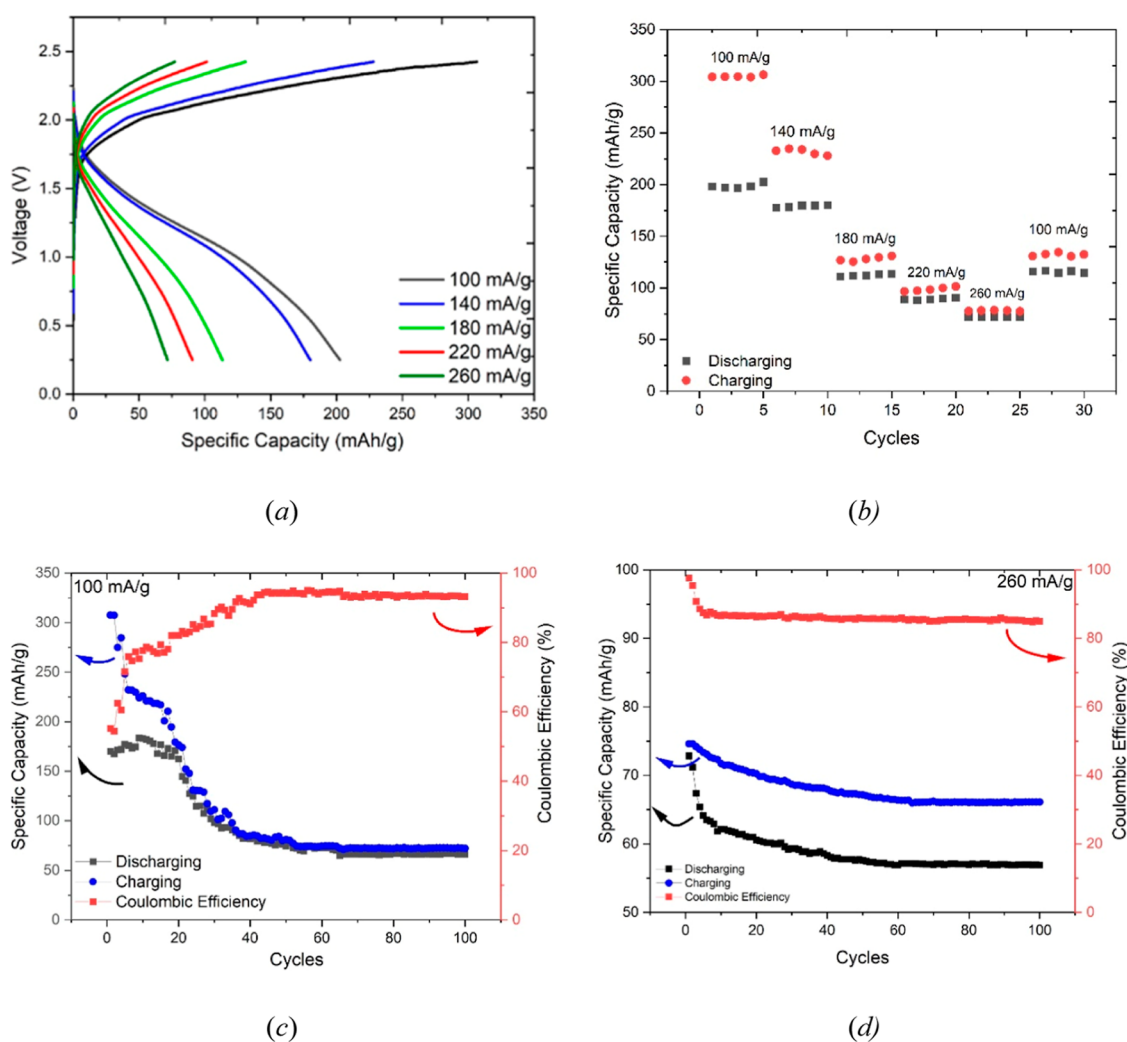 2.5
2.0
1.5
1.0
0.5
0.0
Voltage (V)
100 mA/g
140 mA/g
180 mA/g
220 mA/g
260 mA/g
0 50 100 150 200 250 300 350
Specific Capacity (mAh/g)
(a)
350
300
250
200
150
100
50
0
Specific Capacity (mAh/g)
100 mA/g
140 mA/g
180 mA/g
220 mA/g
260 mA/g
100 mA/g
Discharging
Charging
0 5 10 15 20 25 30
Cycles
(b)
350
300
250
200
150
100
50
0
Specific Capacity (mAh/g)
100 mA/g
Discharging
Charging
Coulombic Efficiency
100
80
60
40
20
0
Coulombic Efficiency (%)
0 20 40 60 80 100
Cycles
(c)
100
90
80
70
60
50
Specific Capacity (mAh/g)
260 mA/g
Discharging
Charging
Coulombic Efficiency
100
80
60
40
20
0
Coulombic Efficiency (%)
0 20 40 60 80 100
Cycles
(d)